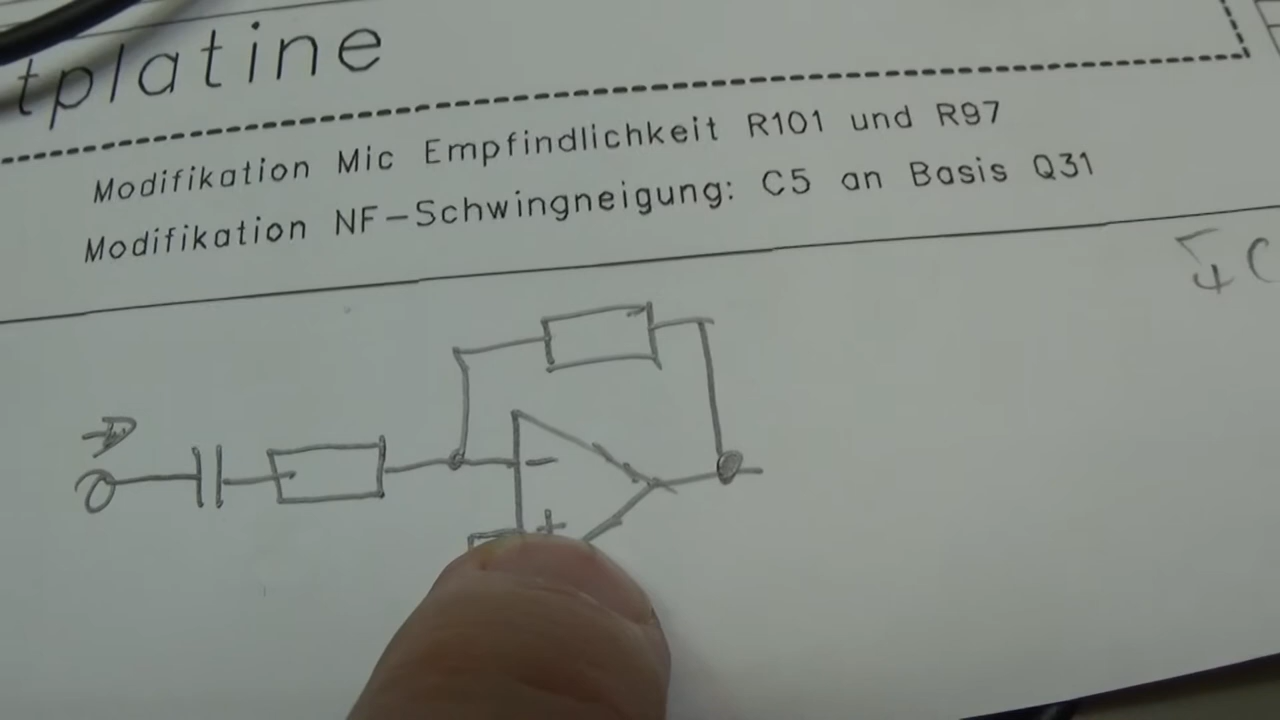 tplatine
Modifikation Mic Empfindlichkeit R101 und R97
Modifikation NF-Schwingneigung: C5 an Basis Q31
-
+